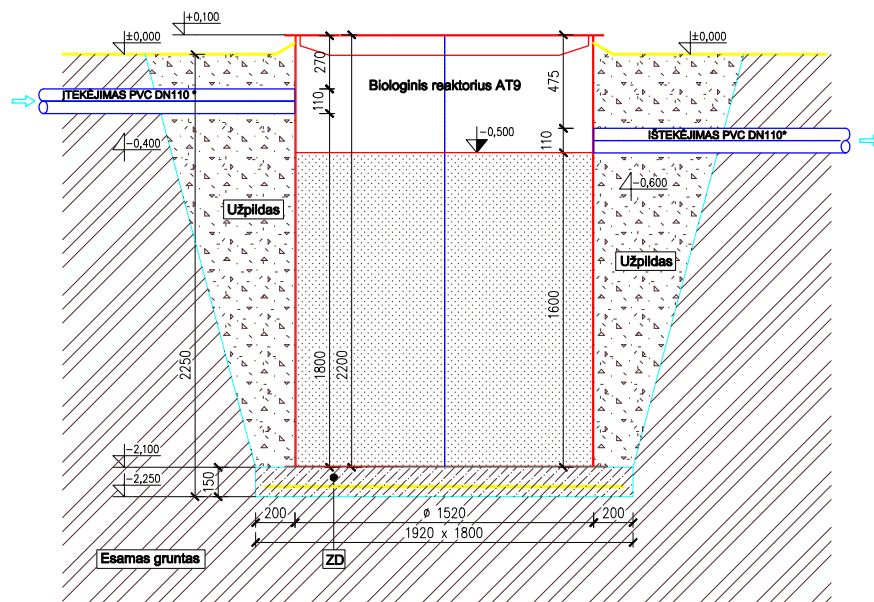 +0,100
±0,000
±0,000
270
475
Biologinis reaktorius AT9
ĮTEKĖJIMAS PVC DN110 *
110
-0,500
110
IŠTEKĖJIMAS PVC DN110*
-0,400
-0,600
Užpildas
Užpildas
2250
1800
2200
1600
-2,100
-2,250
150
200
ϕ 1520
200
1920 x 1800
Esamas gruntas
ZD